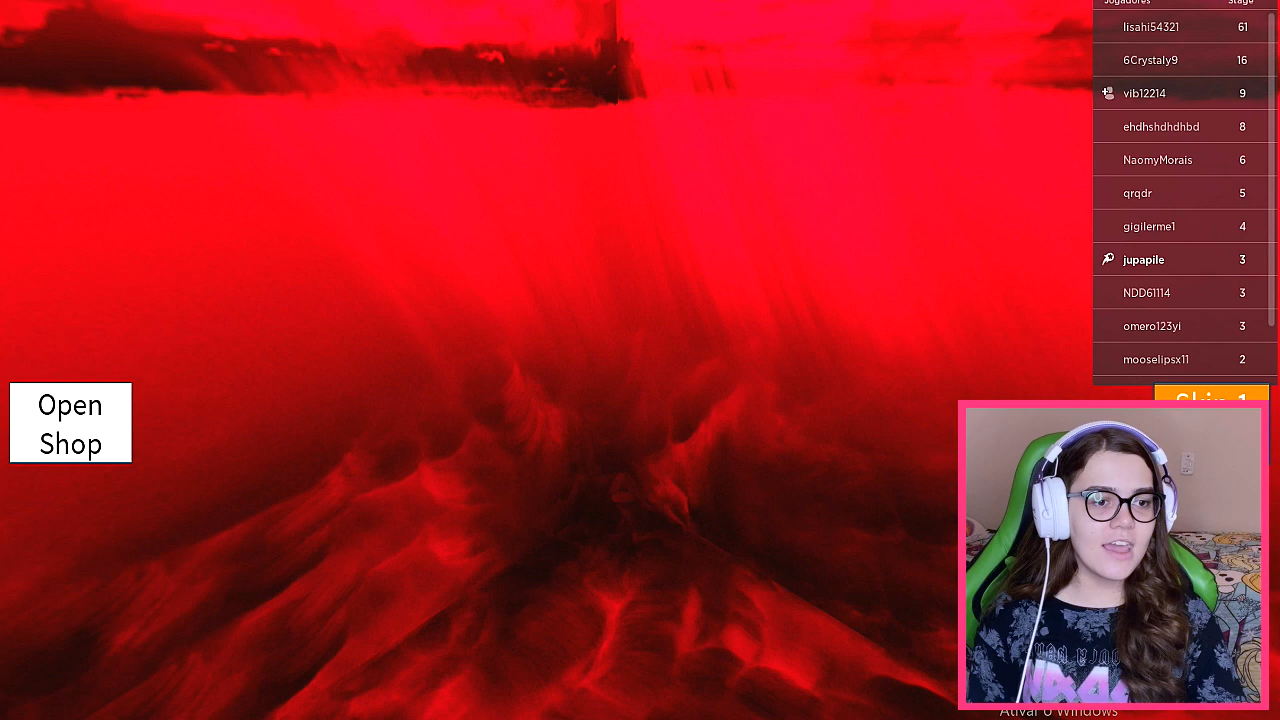 Jogadores Stage
lisahi54321 61
6Crystaly9 16
vib12214 9
ehdhshdhdhbd 8
NaomyMorais 6
qrqdr 5
gigilerme1 4
jupapile 3
NDD61114 3
omero123yi 3
mooselipsx11 2
Open
Shop
Ativar o Windows